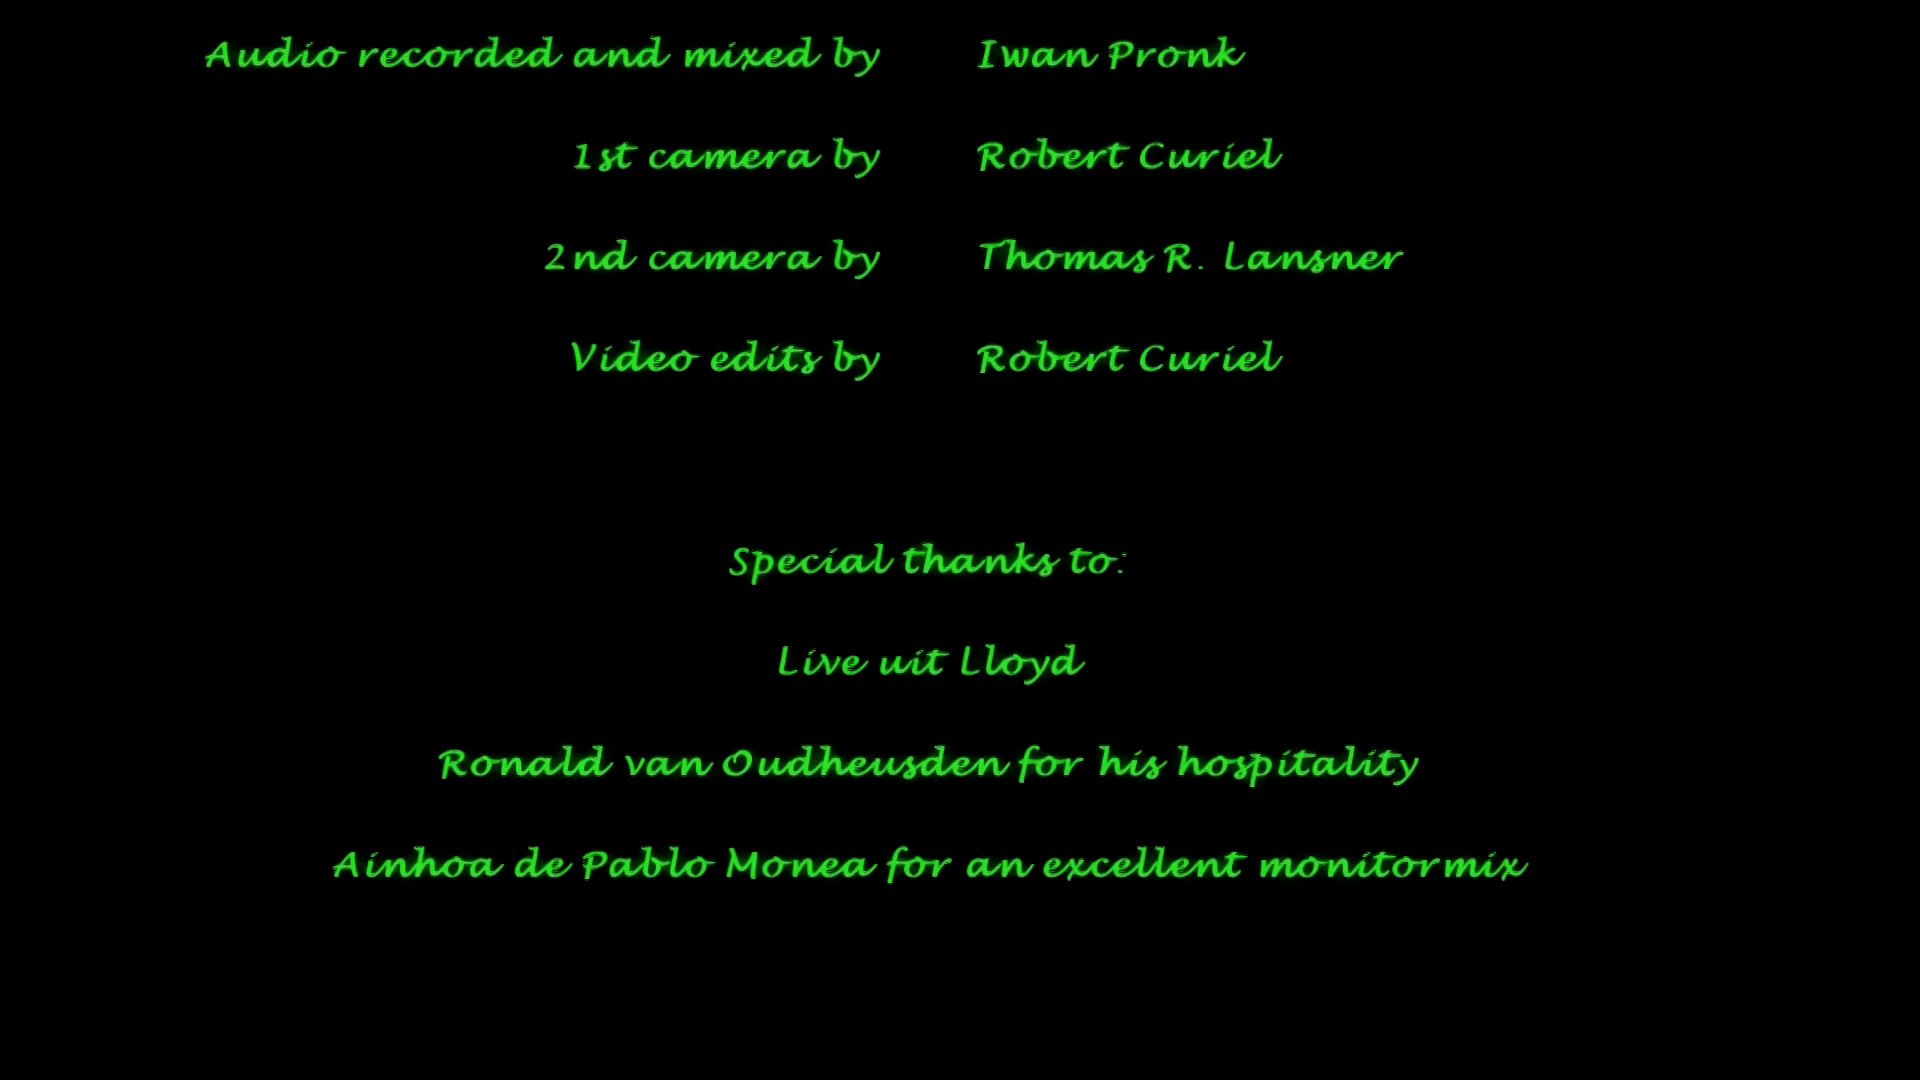 Audio recorded and mixed by Iwan Pronk
1st camera by Robert Curiel
2nd camera by Thomas R. Lansner
Video edits by Robert Curiel
Special thanks to:
Live uit Lloyd
Ronald van Oudheusden for his hospitality
Ainhoa de Pablo Monea for an excellent monitormix